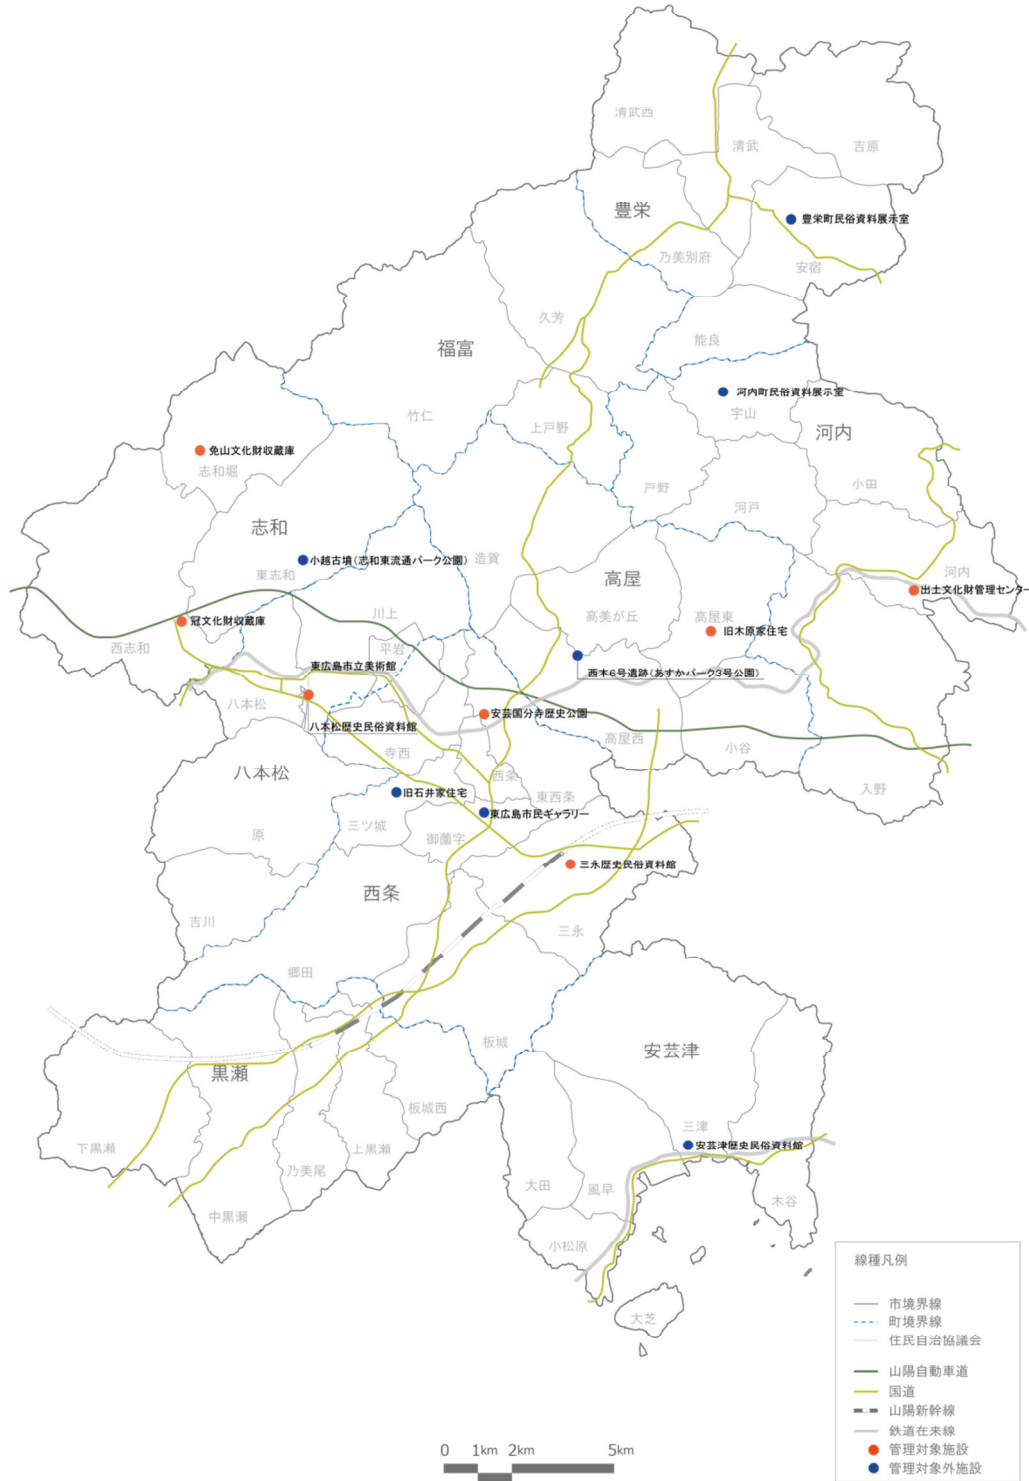 清武西
清武
吉原
豊栄
豊栄町民俗資料展示室
乃美別府
安宿
久芳
能良
福富
河内町民俗資料展示室
竹仁
宇山
上戸野
河内
免山文化財収蔵庫
志和堀
戸野
小田
河戸
志和
小越古墳(志和東流通パーク公園)
造賀
東志和
高屋
河内
出土文化財管理センター
川上
高美が丘
高屋東
冠文化財収蔵庫
旧木原家住宅
西志和
平岩
東広島市立美術館
西本6号遺跡(あすかパーク3号公園)
八本松
安芸国分寺歴史公園
八本松歴史民俗資料館
高屋西
小谷
寺西
八本松
西条
入野
旧石井家住宅
東西条
東広島市民ギャラリー
三ツ城
原
御薗宇
三永歴史民俗資料館
西条
吉川
三永
郷田
板城
安芸津
黒瀬
板城西
三津
下黒瀬
上黒瀬
安芸津歴史民俗資料館
乃美尾
大田
風早
木谷
中黒瀬
小松原
大芝
線種凡例
市境界線
町境界線
住民自治協議会
山陽自動車道
国道
山陽新幹線
鉄道在来線
管理対象施設
管理対象外施設
0 1km 2km 5km